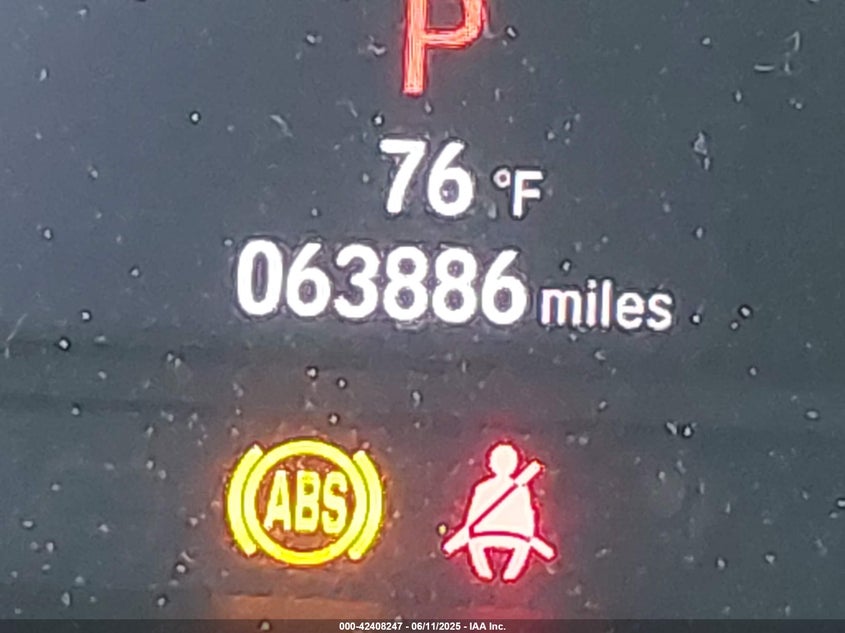 P
76 °F
063886 miles
ABS
000-42408247 - 06/11/2025 - IAA Inc.